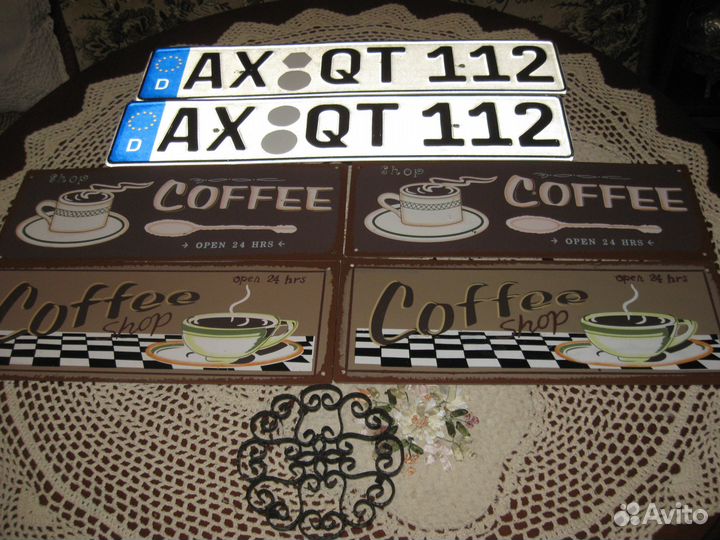 D AX QT 112
D AX QT 112
Shop
COFFEE
→ OPEN 24 HRS ←
Shop
COFFEE
→ OPEN 24 HRS ←
open 24 hrs
Coffee
shop
open 24 hrs
Coffee
shop
Avito